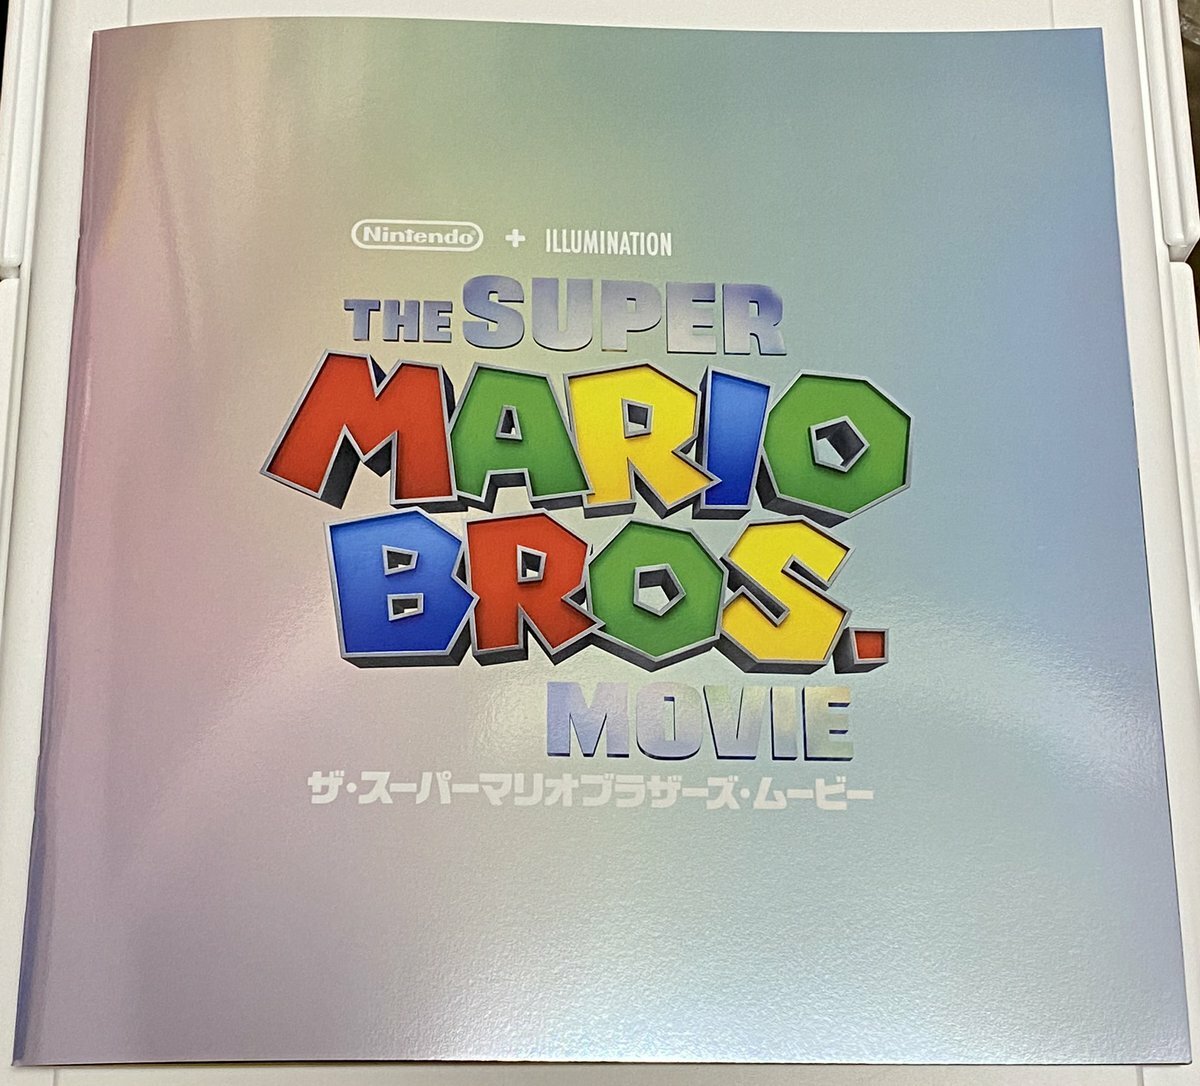 Nintendo + ILLUMINATION
THE SUPER
MARIO
BROS.
MOVIE
ザ・スーパーマリオブラザーズ・ムービー